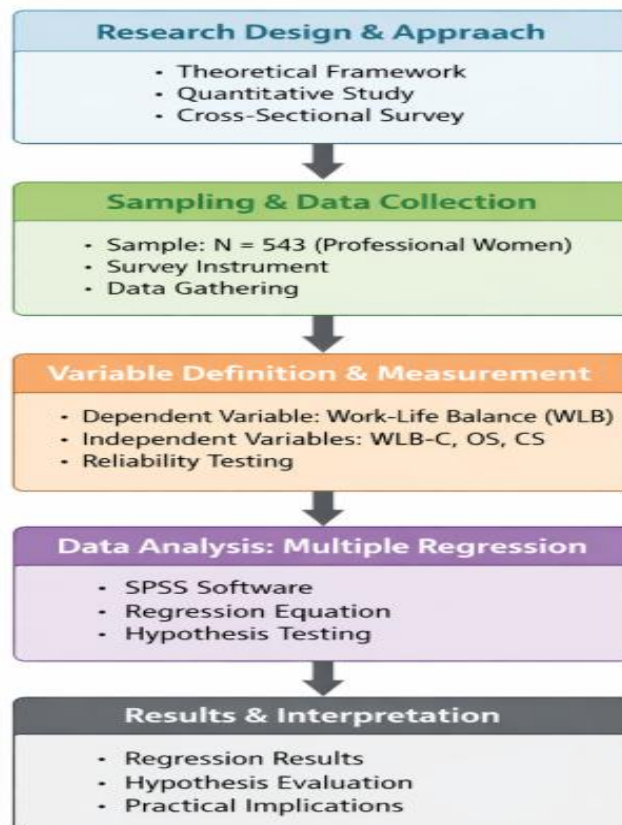 Research Design & Appraach
• Theoretical Framework
• Quantitative Study
• Cross-Sectional Survey
Sampling & Data Collection
• Sample: N = 543 (Professional Women)
• Survey Instrument
• Data Gathering
Variable Definition & Measurement
• Dependent Variable: Work-Life Balance (WLB)
• Independent Variables: WLB-C, OS, CS
• Reliability Testing
Data Analysis: Multiple Regression
• SPSS Software
• Regression Equation
• Hypothesis Testing
Results & Interpretation
• Regression Results
• Hypothesis Evaluation
• Practical Implications